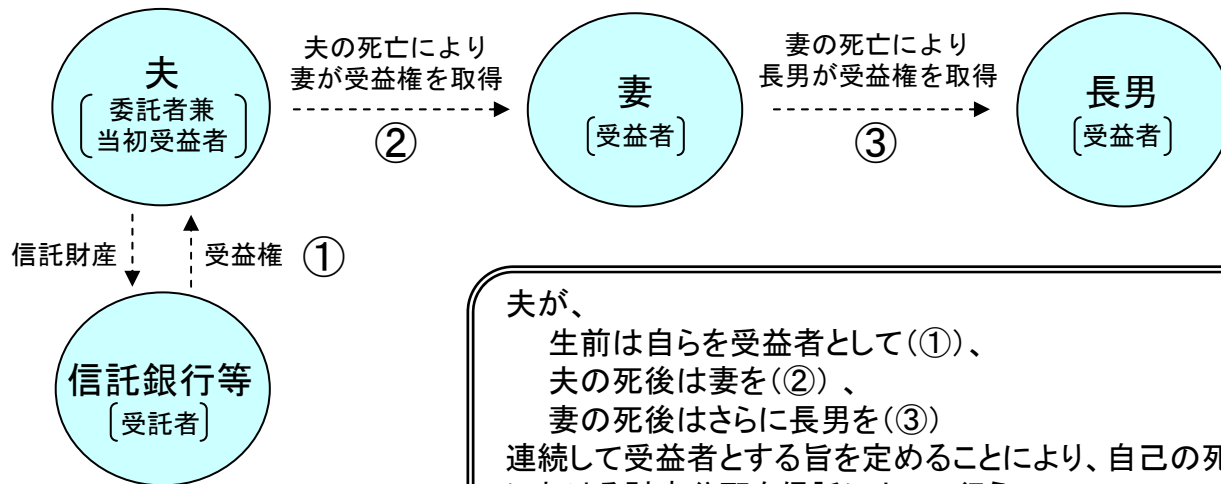 夫
委託者兼
当初受益者
夫の死亡により
妻が受益権を取得
②
妻
受益者
妻の死亡により
長男が受益権を取得
③
長男
受益者
信託財産
受益権
①
信託銀行等
受託者
夫が、
生前は自らを受益者として(①)、
夫の死後は妻を(②)、
妻の死後はさらに長男を(③)
連続して受益者とする旨を定めることにより、自己の死